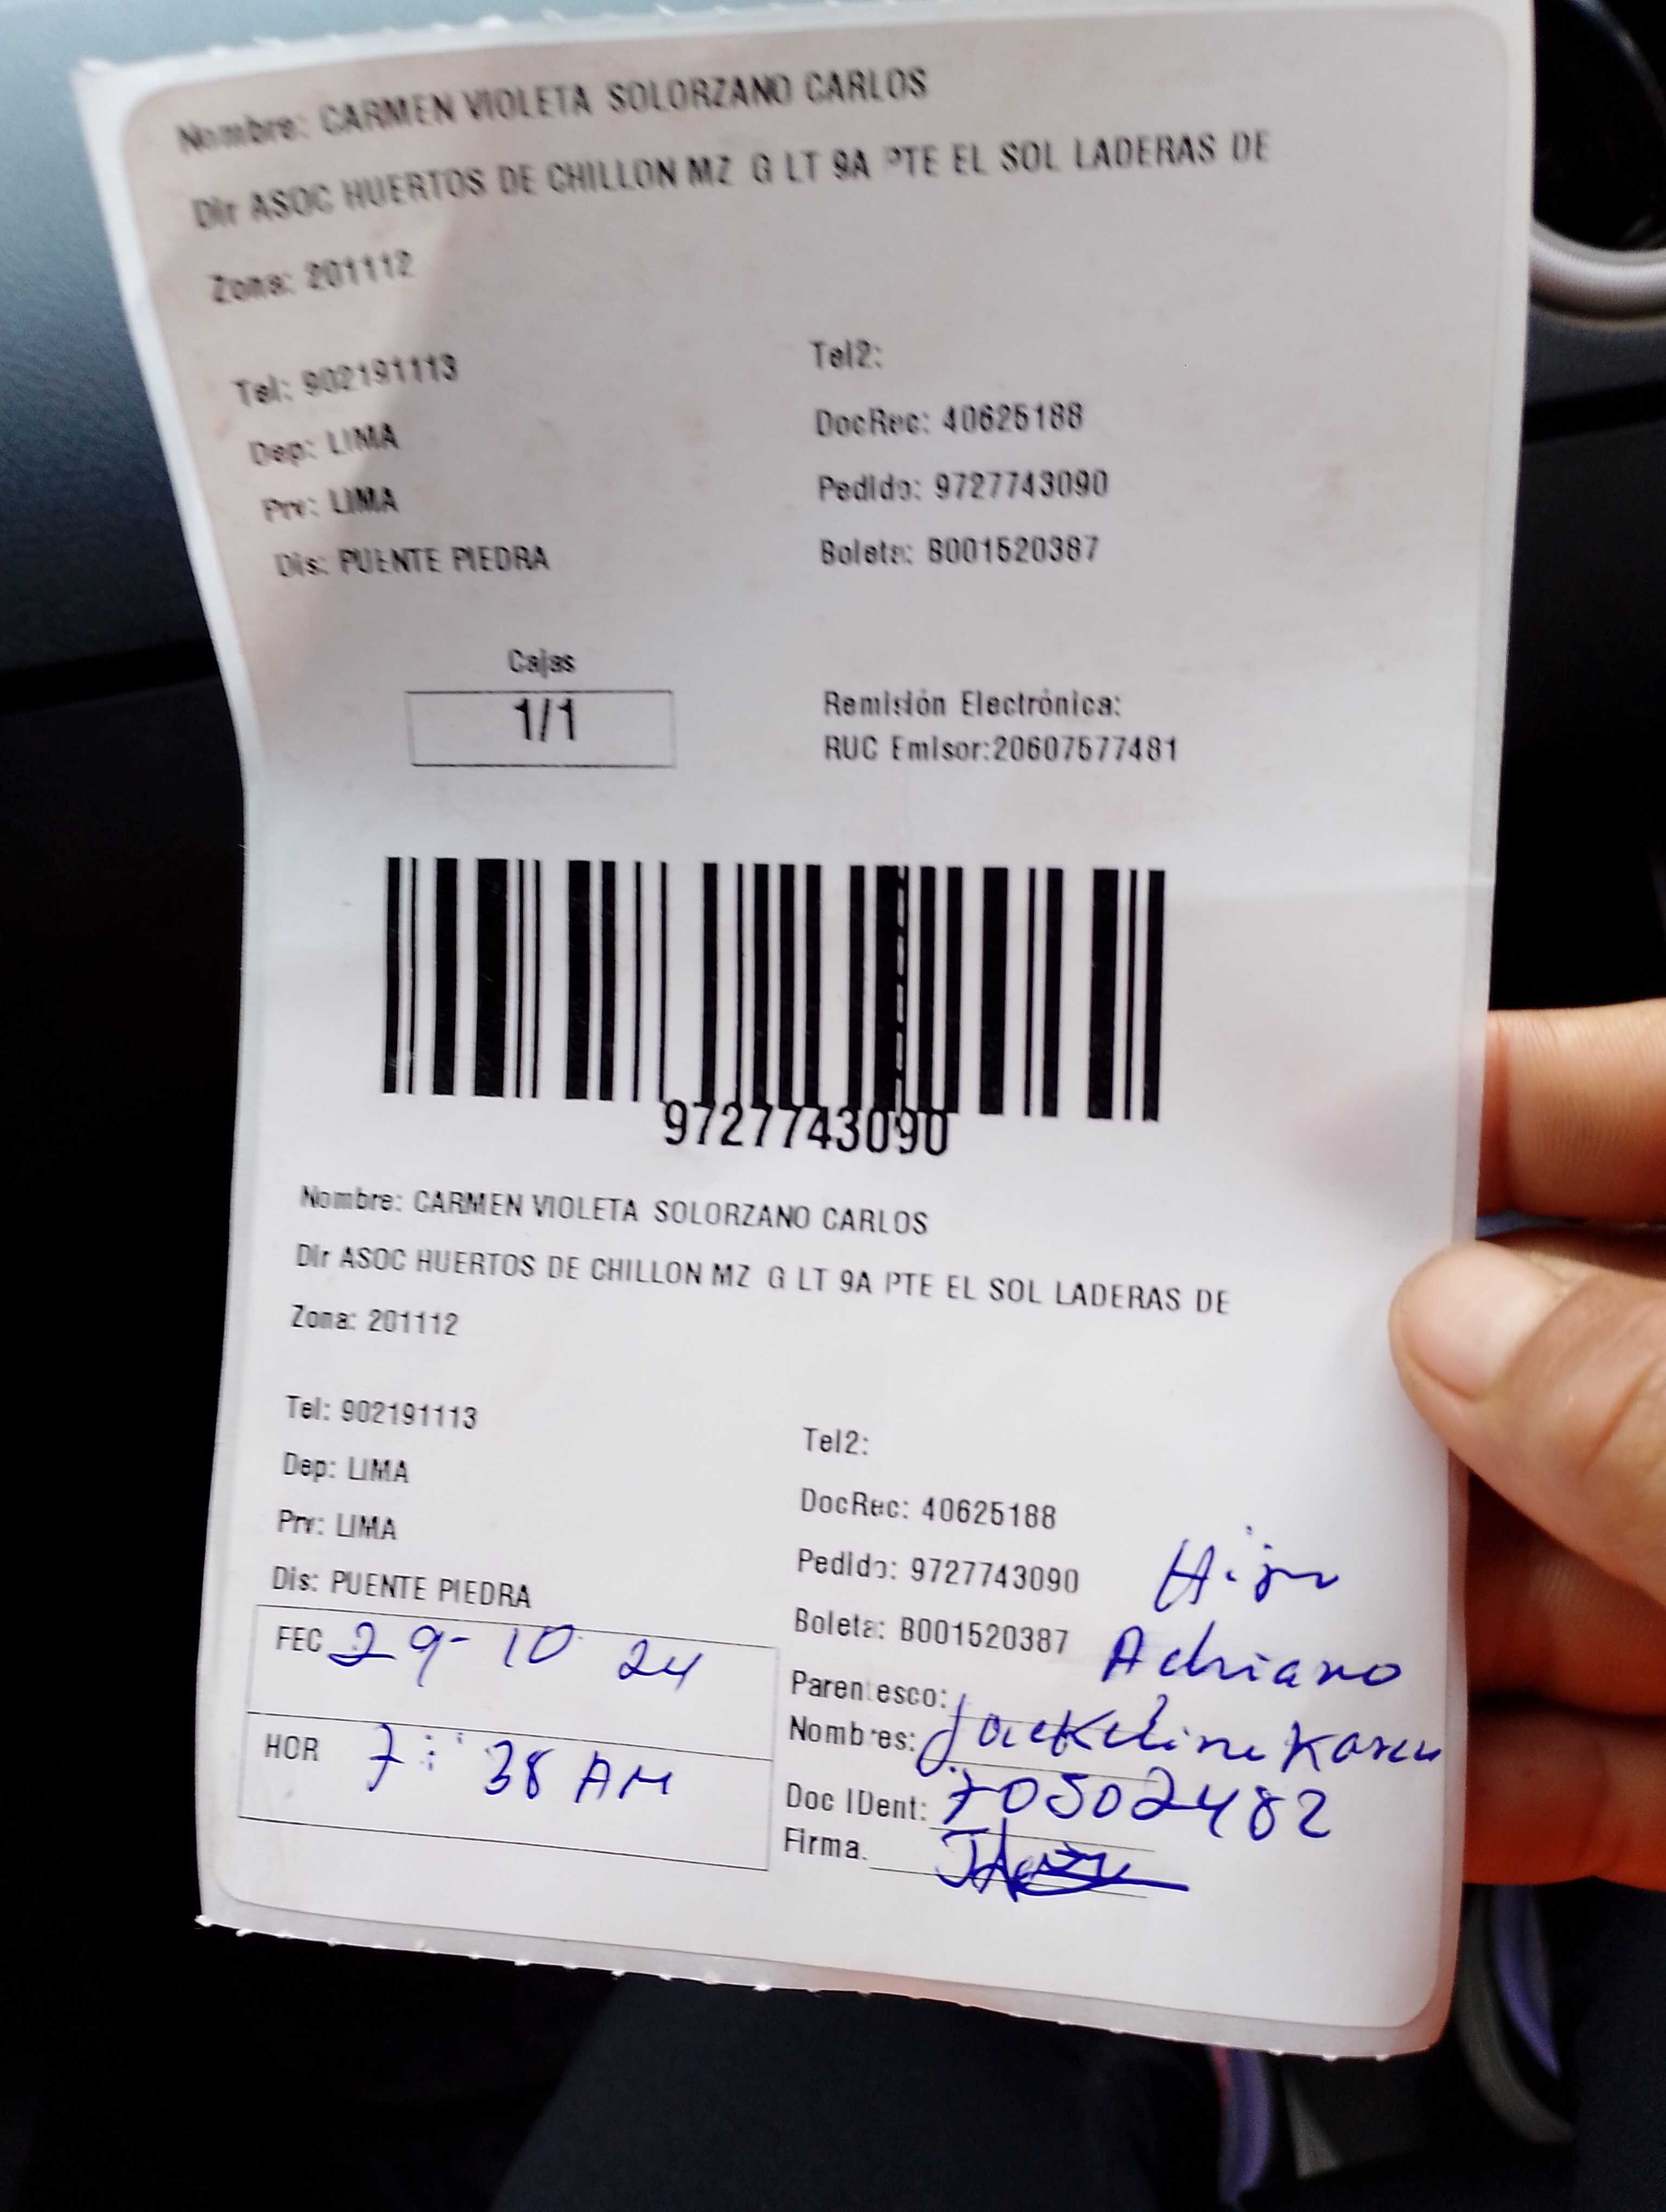 Nombre: CARMEN VIOLETA SOLORZANO CARLOS
Dir ASOC HUERTOS DE CHILLON MZ G LT 9A PTE EL SOL LADERAS DE
Zona: 201112
Tel: 902191113
Tel2:
Dep: LIMA
DocRec: 40625188
Prv: LIMA
Pedido: 9727743090
Dis: PUENTE PIEDRA
Boleta: B001520387
Cajas
1/1
Remisión Electrónica:
RUC Emisor:20607577481
9727743090
Nombre: CARMEN VIOLETA SOLORZANO CARLOS
Dir ASOC HUERTOS DE CHILLON MZ G LT 9A PTE EL SOL LADERAS DE
Zona: 201112
Tel: 902191113
Tel2:
Dep: LIMA
DocRec: 40625188
Prv: LIMA
Pedido: 9727743090
Dis: PUENTE PIEDRA
Boleta: B001520387
FEC 29-10 24
HOR 7:38 AM
Adriano
Parentesco:
Nombres: Jackeline Karen
Doc IDent: 70502482
Firma.